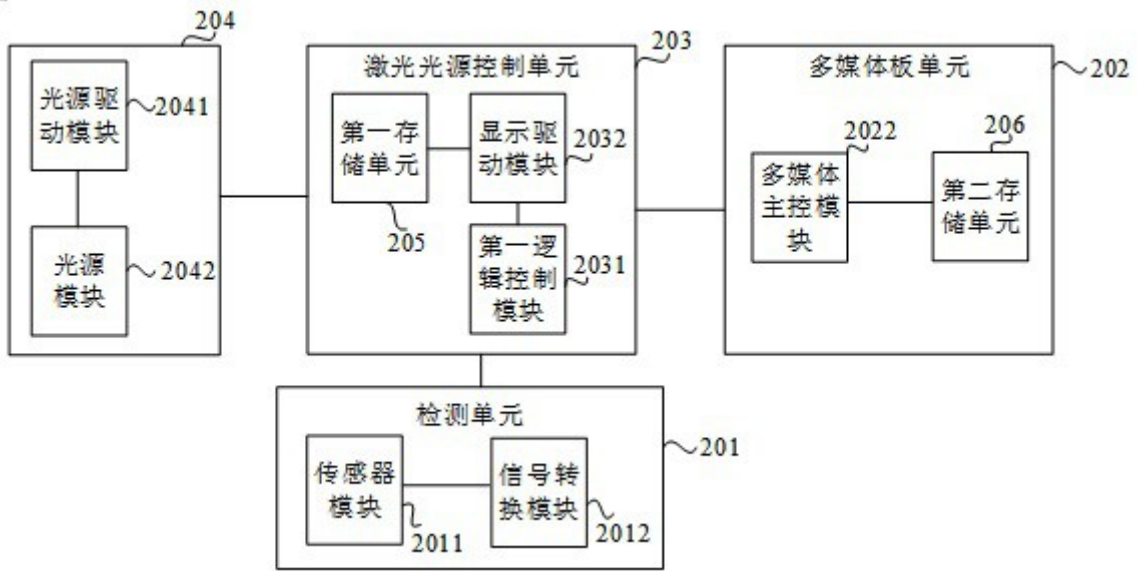 204
光源驱
动模块
2041
光源
模块
2042
激光光源控制单元
203
第一存
储单元
205
显示驱
动模块
2032
第一逻
辑控制
模块
2031
多媒体板单元
202
多媒体
主控模
块
2022
第二存
储单元
206
检测单元
201
传感器
模块
2011
信号转
换模块
2012